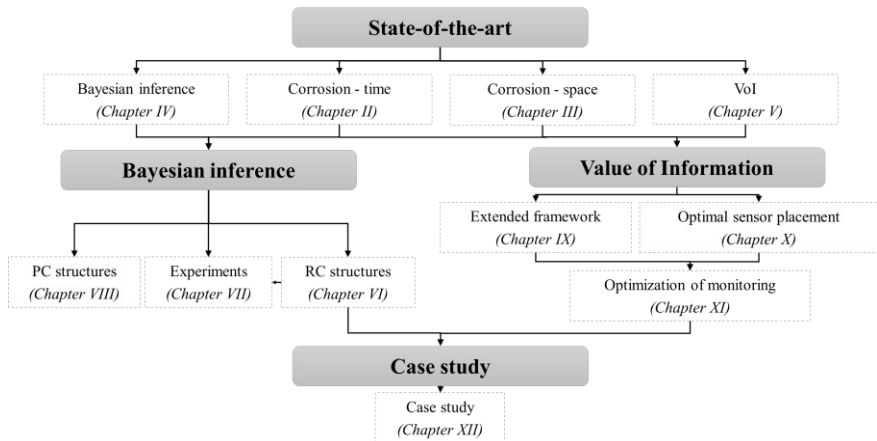 State-of-the-art
Bayesian inference
(Chapter IV)
Corrosion - time
(Chapter II)
Corrosion - space
(Chapter III)
VoI
(Chapter V)
Bayesian inference
Value of Information
Extended framework
(Chapter IX)
Optimal sensor placement
(Chapter X)
PC structures
(Chapter VIII)
Experiments
(Chapter VII)
RC structures
(Chapter VI)
Optimization of monitoring
(Chapter XI)
Case study
Case study
(Chapter XII)